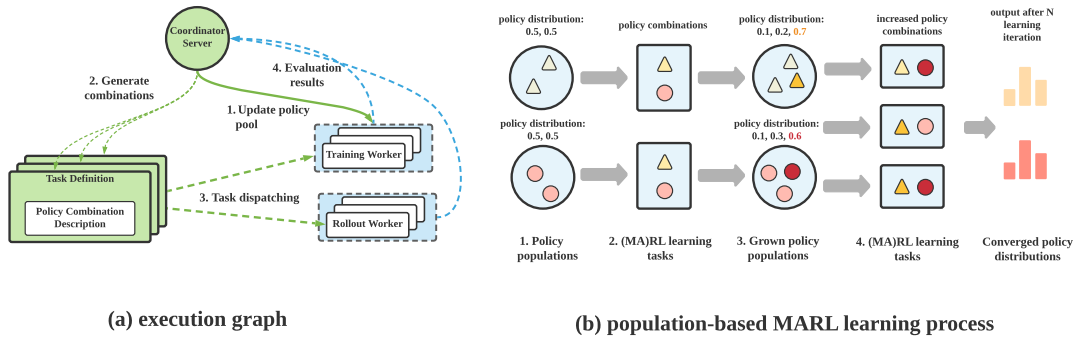 Coordinator
Server
2. Generate
combinations
4. Evaluation
results
1. Update policy
pool
Training Worker
Task Definition
Policy Combination
Description
3. Task dispatching
Rollout Worker
(a) execution graph
policy distribution:
0.5, 0.5
policy combinations
policy distribution:
0.1, 0.2, 0.7
increased policy
combinations
output after N
learning
iteration
policy distribution:
0.5, 0.5
policy distribution:
0.1, 0.3, 0.6
1. Policy
populations
2. (MA)RL learning
tasks
3. Grown policy
populations
4. (MA)RL learning
tasks
Converged policy
distributions
(b) population-based MARL learning process